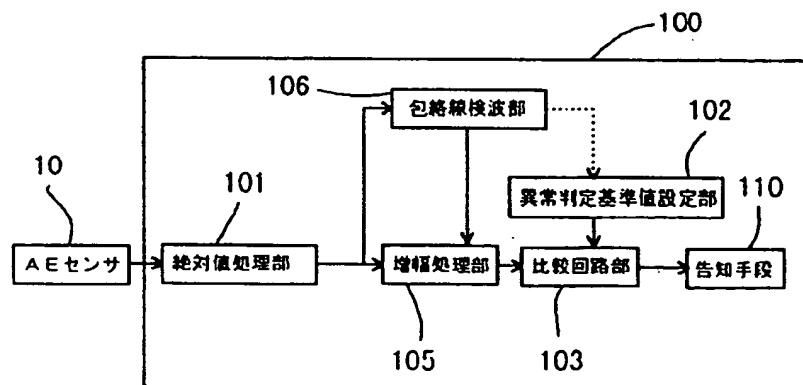 100
106
包絡線検波部
102
10
101
異常判定基準値設定部
110
AEセンサ
絶対値処理部
増幅処理部
比較回路部
告知手段
105
103